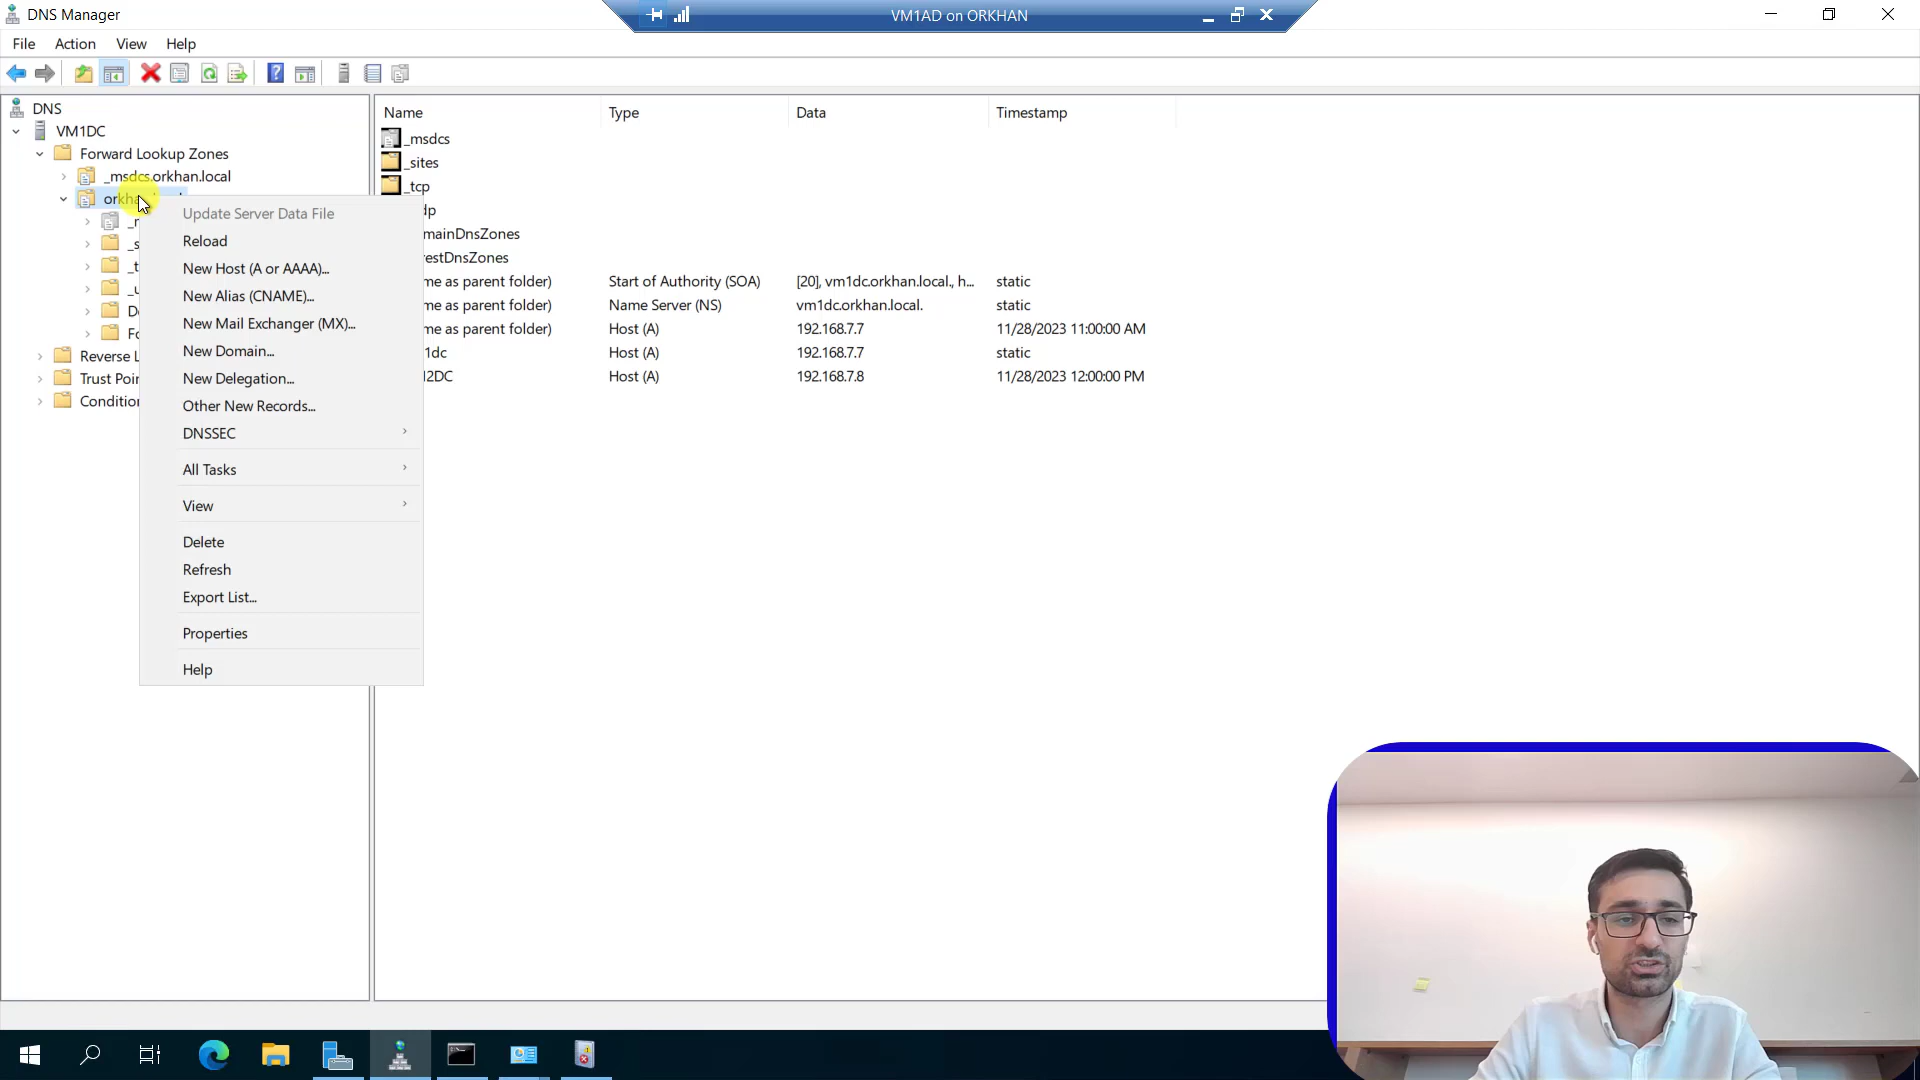 DNS Manager
VM1AD on ORKHAN
File Action View Help
DNS
VM1DC
Forward Lookup Zones
_msdcs.orkhan.local
orkha
Reverse L
Trust Poin
Condition
Update Server Data File
Reload
New Host (A or AAAA)...
New Alias (CNAME)...
New Mail Exchanger (MX)...
New Domain...
New Delegation...
Other New Records...
DNSSEC
All Tasks
View
Delete
Refresh
Export List...
Properties
Help
Name Type Data Timestamp
_msdcs
_sites
_tcp
dp
mainDnsZones
restDnsZones
me as parent folder) Start of Authority (SOA) [20], vm1dc.orkhan.local., h... static
me as parent folder) Name Server (NS) vm1dc.orkhan.local. static
me as parent folder) Host (A) 192.168.7.7 11/28/2023 11:00:00 AM
1dc Host (A) 192.168.7.7 static
2DC Host (A) 192.168.7.8 11/28/2023 12:00:00 PM